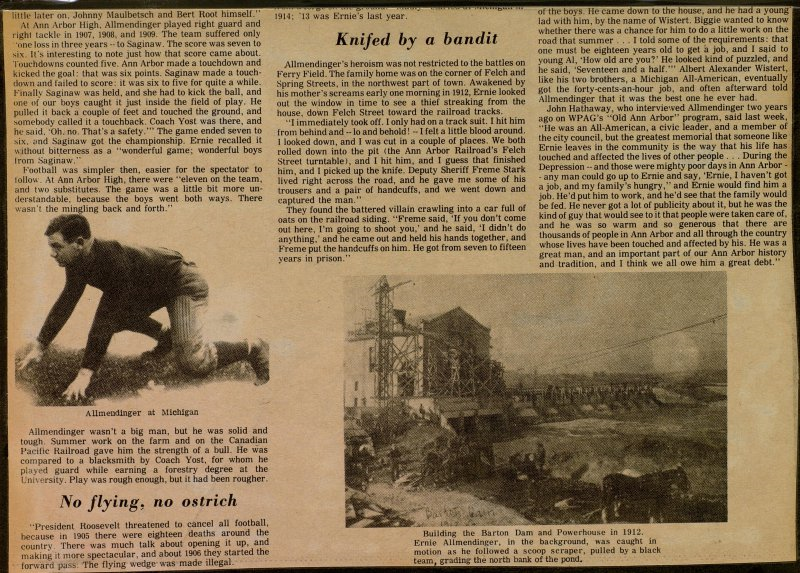 little later on, Johnny Maulbetsch and Bert Root himself."
At Ann Arbor High, Allmendinger played right guard and
right tackle in 1907, 1908, and 1909. The team suffered only
"one loss in three years -- to Saginaw. The score was seven to
six. It's interesting to note just how that score came about.
Touchdowns counted five. Ann Arbor made a touchdown and
kicked the goal: that was six points. Saginaw made a touch-
down and failed to score: it was six to five for quite a while.
Finally Saginaw was held, and she had to kick the ball, and
one of our boys caught it just inside the field of play. He
pulled it back a couple of feet and touched the ground, and
somebody called it a touchback. Coach Yost was there, and
he said, 'Oh, no. That's a safety.'" The game ended seven to
six, and Saginaw got the championship. Ernie recalled it
without bitterness as a "wonderful game; wonderful boys
from Saginaw."
Football was simpler then, easier for the spectator to
follow. At Ann Arbor High, there were "eleven on the team,
and two substitutes. The game was a little bit more un-
derstandable, because the boys went both ways. There
wasn't the mingling back and forth."
Allmendinger at Michigan
Allmendinger wasn't a big man, but he was solid and
tough. Summer work on the farm and on the Canadian
Pacific Railroad gave him the strength of a bull. He was
compared to a blacksmith by Coach Yost, for whom he
played guard while earning a forestry degree at the
University. Play was rough enough, but it had been rougher.
No flying, no ostrich
"President Roosevelt threatened to cancel all football,
because in 1905 there were eighteen deaths around the
country. There was much talk about opening it up, and
making it more spectacular, and about 1906 they started the
forward pass. The flying wedge was made illegal.
1914; '13 was Ernie's last year.
Knifed by a bandit
Allmendinger's heroism was not restricted to the battles on
Ferry Field. The family home was on the corner of Felch and
Spring Streets, in the northwest part of town. Awakened by
his mother's screams early one morning in 1912, Ernie looked
out the window in time to see a thief streaking from the
house, down Felch Street toward the railroad tracks.
"I immediately took off. I only had on a track suit. I hit him
from behind and -- lo and behold! -- I felt a little blood around.
I looked down, and I was cut in a couple of places. We both
rolled down into the pit (the Ann Arbor Railroad's Felch
Street turntable), and I hit him, and I guess that finished
him, and I picked up the knife. Deputy Sheriff Freme Stark
lived right across the road, and he gave me some of his
trousers and a pair of handcuffs, and we went down and
captured the man."
They found the battered villain crawling into a car full of
oats on the railroad siding. "Freme said, 'If you don't come
out here, I'm going to shoot you,' and he said, 'I didn't do
anything,' and he came out and held his hands together, and
Freme put the handcuffs on him. He got from seven to fifteen
years in prison."
of the boys. He came down to the house, and he had a young
lad with him, by the name of Wistert. Biggie wanted to know
whether there was a chance for him to do a little work on the
road that summer . . . I told some of the requirements: that
one must be eighteen years old to get a job, and I said to
young Al, 'How old are you?' He looked kind of puzzled, and
he said, 'Seventeen and a half.'" Albert Alexander Wistert,
like his two brothers, a Michigan All-American, eventually
got the forty-cents-an-hour job, and often afterward told
Allmendinger that it was the best one he ever had.
John Hathaway, who interviewed Allmendinger two years
ago on WPAG's "Old Ann Arbor" program, said last week,
"He was an All-American, a civic leader, and a member of
the city council, but the greatest memorial that someone like
Ernie leaves in the community is the way that his life has
touched and affected the lives of other people . . . . During the
Depression -- and those were mighty poor days in Ann Arbor -
- any man could go up to Ernie and say, 'Ernie, I haven't got
a job, and my family's hungry,'' and Ernie would find him a
job. He'd put him to work, and he'd see that the family would
be fed. He never got a lot of publicity about it, but he was the
kind of guy that would see to it that people were taken care of,
and he was so warm and so generous that there are
thousands of people in Ann Arbor and all through the country
whose lives have been touched and affected by his. He was a
great man, and an important part of our Ann Arbor history
and tradition, and I think we all owe him a great debt."
Barton Dam
Building the Barton Dam and Powerhouse in 1912.
Ernie Allmendinger, in the background, was caught in
motion as he followed a scoop scraper, pulled by a black
team, grading the north bank of the pond.